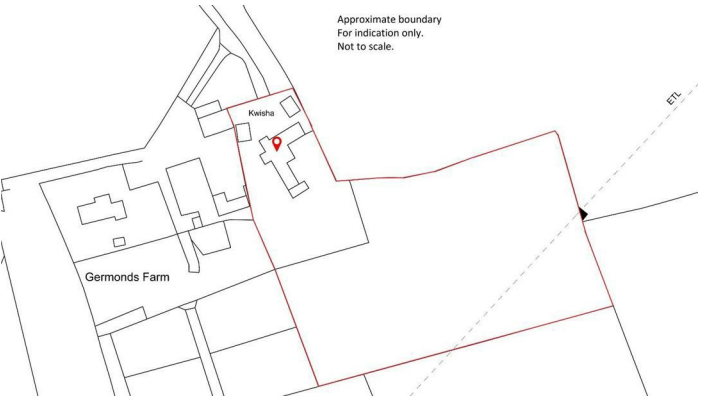 Approximate boundary
For indication only.
Not to scale.
ETL
Kwisha
Germonds Farm